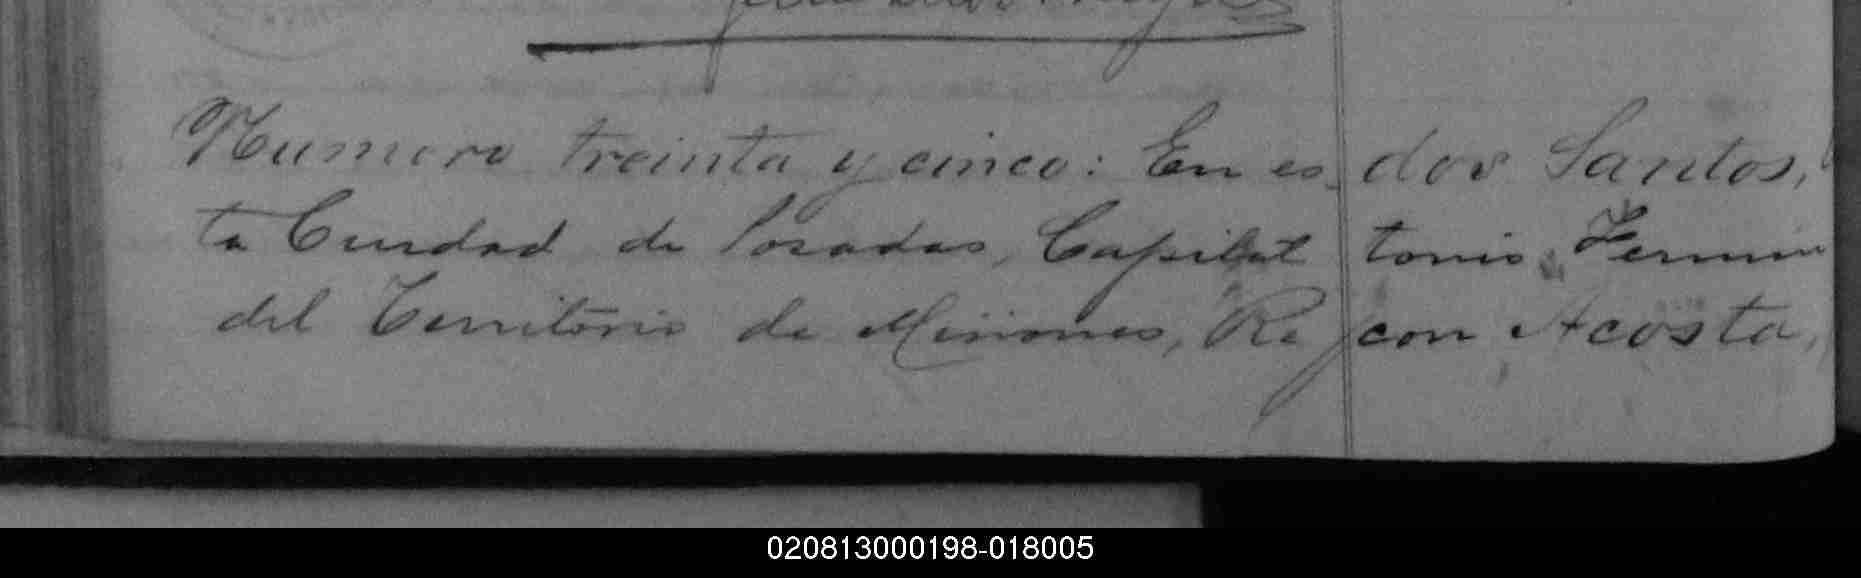 Numero treinta y cinco: En es-
ta Ciudad de Posadas, Capital
del Territorio de Misiones, Re
dos Santos,
tonio Fermin
con Acosta,
020813000198-018005